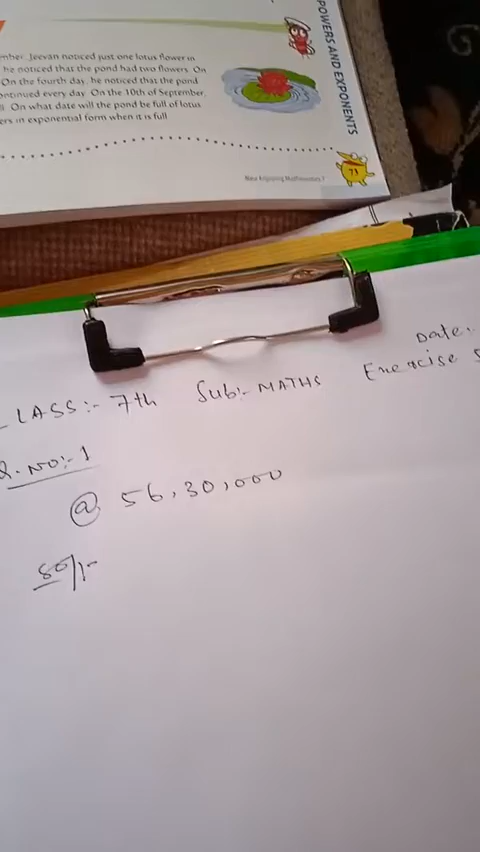 POWERS AND EXPONENTS
Jeevan noticed just one lotus flower in
he noticed that the pond had two flowers. On
On the fourth day, he noticed that the pond
ontinued every day. On the 10th of September,
On what date will the pond be full of lotus
ers in exponential form when it is full
New Enjoying Mathematics 7
73
Date:-
LASS:- 7th Sub:- MATHS Exercise 5
Q. NO:- 1
@ 56,30,000
Sol:-